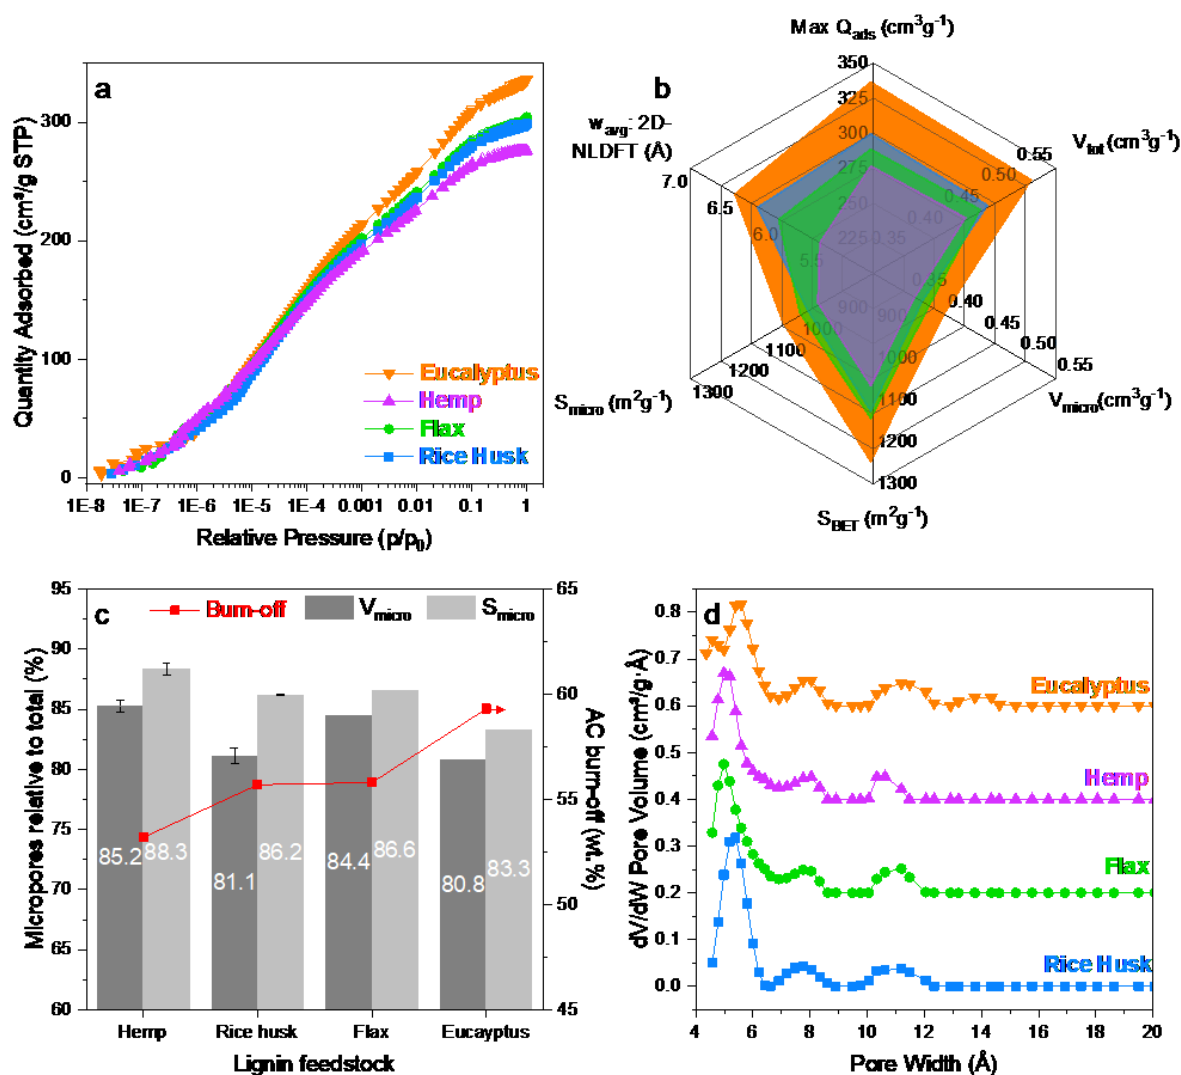 a
Quantity Adsorbed (cm³/g STP)
300
200
100
0
Eucalyptus
Hemp
Flax
Rice Husk
1E-8 1E-7 1E-6 1E-5 1E-4 0.001 0.01 0.1 1
Relative Pressure (p/p₀)
b
Max Qads (cm³g⁻¹)
350
325
300
275
250
225
wavg: 2D-
NLDFT (Å)
7.0
6.5
6.0
5.5
Vtot (cm³g⁻¹)
0.55
0.50
0.45
0.40
0.35
Smicro (m²g⁻¹)
900
1000
1100
1200
1300
SBET (m²g⁻¹)
900
1000
1100
1200
1300
Vmicro(cm³g⁻¹)
0.35
0.40
0.45
0.50
0.55
c
Burn-off Vmicro Smicro
Micropores relative to total (%)
95
90
85
80
75
70
65
60
85.2 88.3 81.1 86.2 84.4 86.6 80.8 83.3
AC burn-off (wt.%)
65
60
55
50
45
Hemp Rice husk Flax Eucayptus
Lignin feedstock
d
dV/dW Pore Volume (cm³/g·Å)
0.8
0.7
0.6
0.5
0.4
0.3
0.2
0.1
0.0
Eucalyptus
Hemp
Flax
Rice Husk
4 6 8 10 12 14 16 18 20
Pore Width (Å)